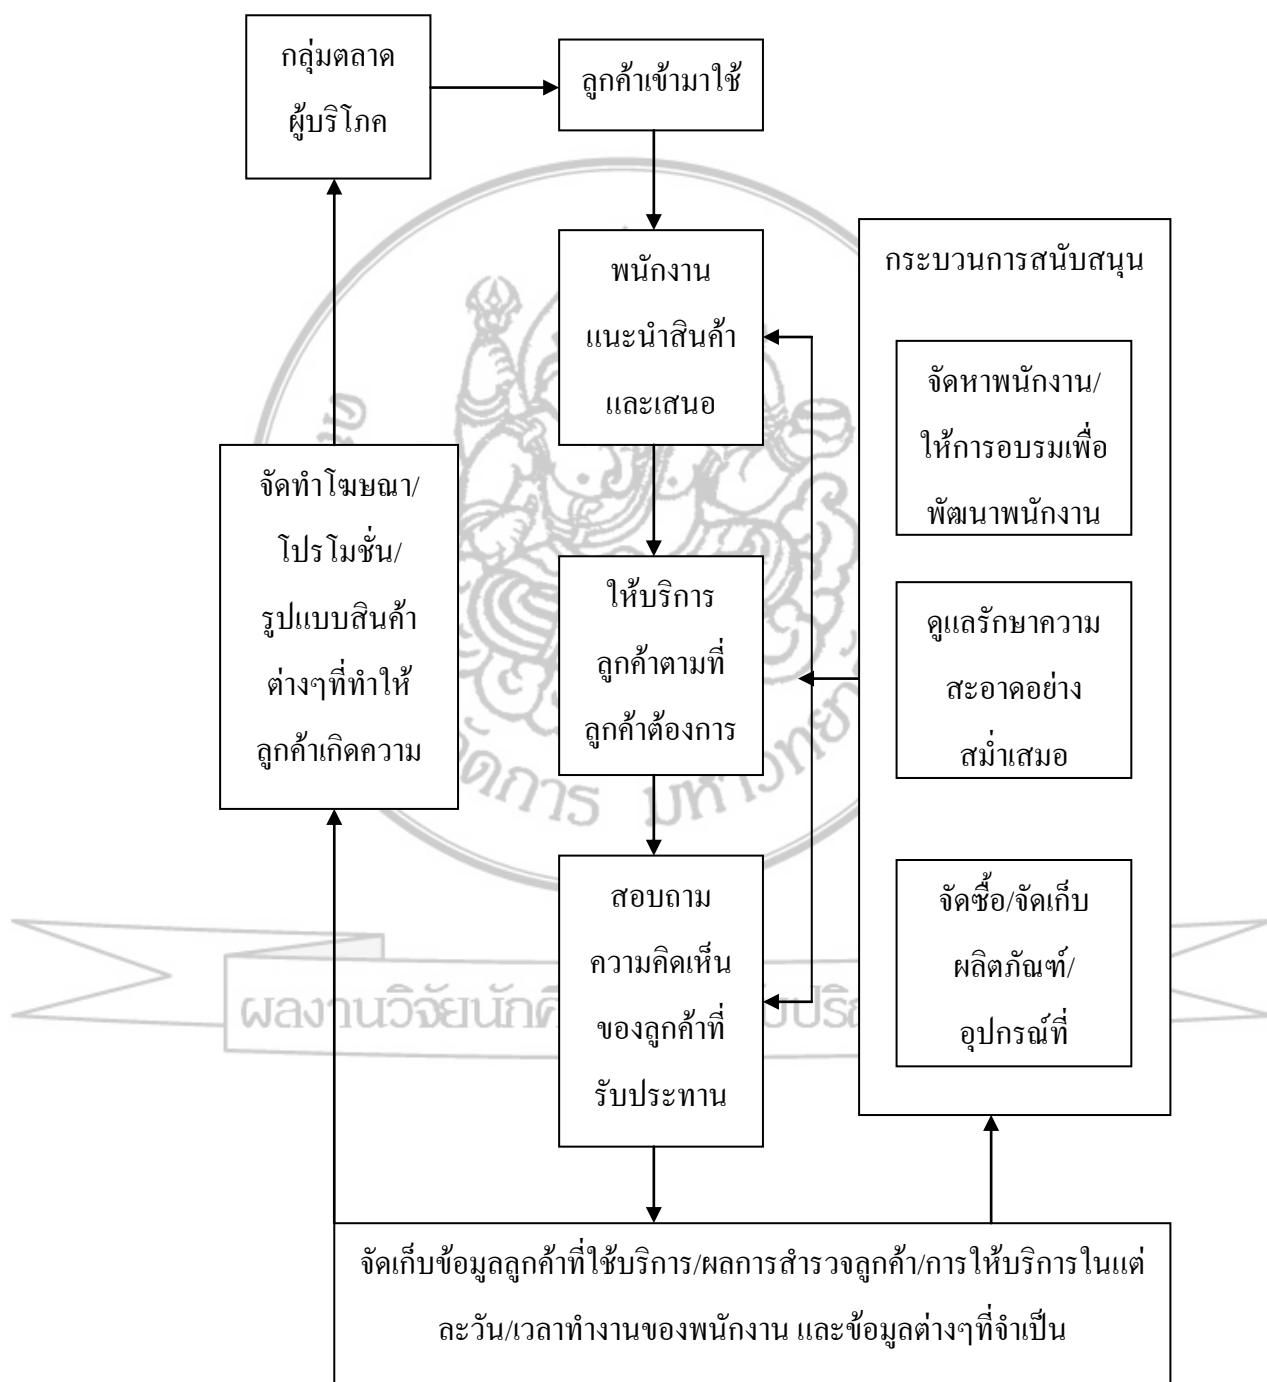 กลุ่มตลาด
ผู้บริโภค
ลูกค้าเข้ามาใช้
พนักงาน
แนะนำสินค้า
และเสนอ
กระบวนการสนับสนุน
จัดหาพนักงาน/
ให้การอบรมเพื่อ
พัฒนาพนักงาน
จัดทำโฆษณา/
โปรโมชั่น/
รูปแบบสินค้า
ต่างๆที่ทำให้
ลูกค้าเกิดความ
ให้บริการ
ลูกค้าตามที่
ลูกค้าต้องการ
ดูแลรักษาความ
สะอาดอย่าง
สม่ำเสมอ
สอบถาม
ความคิดเห็น
ของลูกค้าที่
รับประทาน
จัดซื้อ/จัดเก็บ
ผลิตภัณฑ์/
อุปกรณ์ที่
จัดเก็บข้อมูลลูกค้าที่ใช้บริการ/ผลการสำรวจลูกค้า/การให้บริการในแต่
ละวัน/เวลาทำงานของพนักงาน และข้อมูลต่างๆที่จำเป็น
ผลงานวิจัยนัก